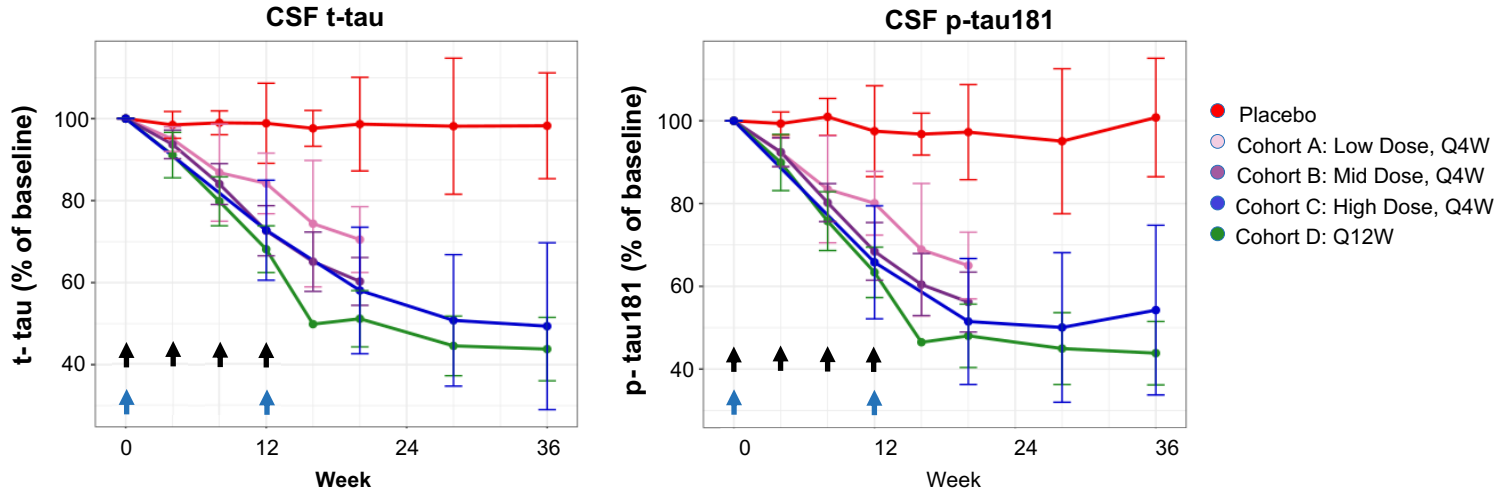 CSF t-tau
t- tau (% of baseline)
100
80
60
40
0
12
24
36
Week
CSF p-tau181
p- tau181 (% of baseline)
100
80
60
40
0
12
24
36
Week
Placebo
Cohort A: Low Dose, Q4W
Cohort B: Mid Dose, Q4W
Cohort C: High Dose, Q4W
Cohort D: Q12W